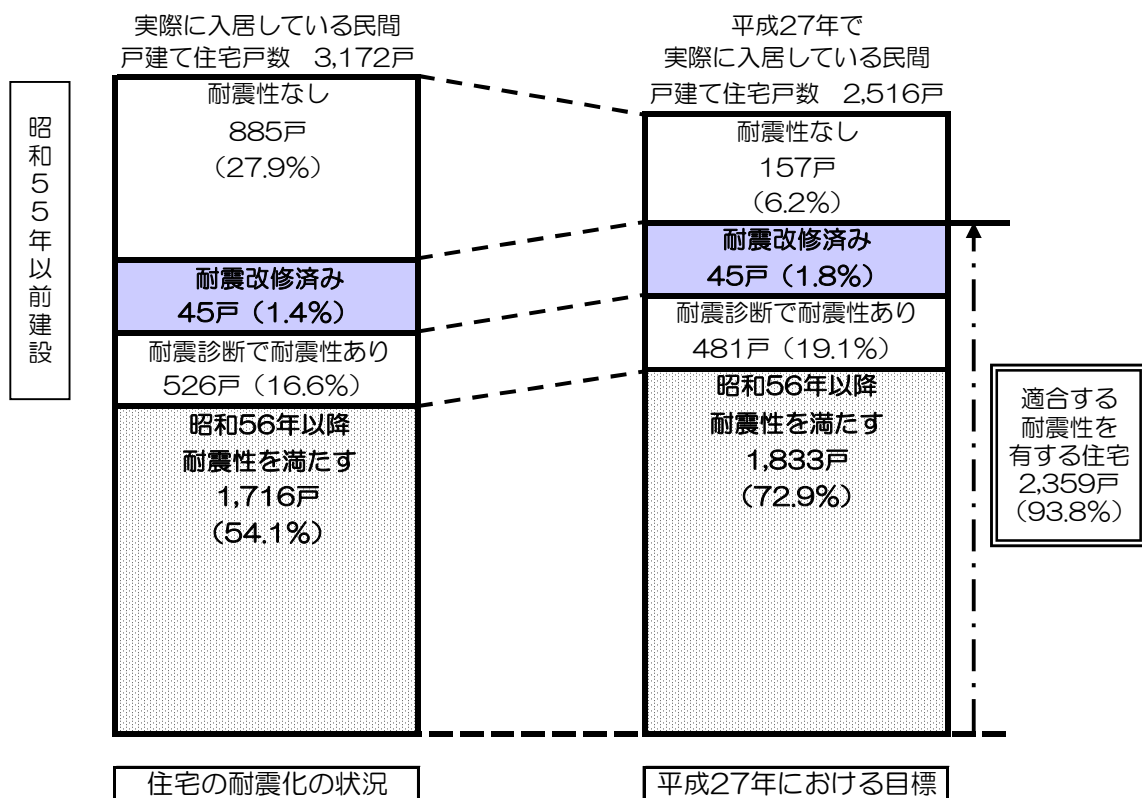 実際に入居している民間
戸建て住宅戸数　3,172戸
昭和55年以前建設
耐震性なし
885戸
(27.9%)
耐震改修済み
45戸（1.4%）
耐震診断で耐震性あり
526戸（16.6%）
昭和56年以降
耐震性を満たす
1,716戸
(54.1%)
住宅の耐震化の状況
平成27年で
実際に入居している民間
戸建て住宅戸数　2,516戸
耐震性なし
157戸
(6.2%)
耐震改修済み
45戸（1.8%）
耐震診断で耐震性あり
481戸（19.1%）
昭和56年以降
耐震性を満たす
1,833戸
(72.9%)
平成27年における目標
適合する
耐震性を
有する住宅
2,359戸
(93.8%)